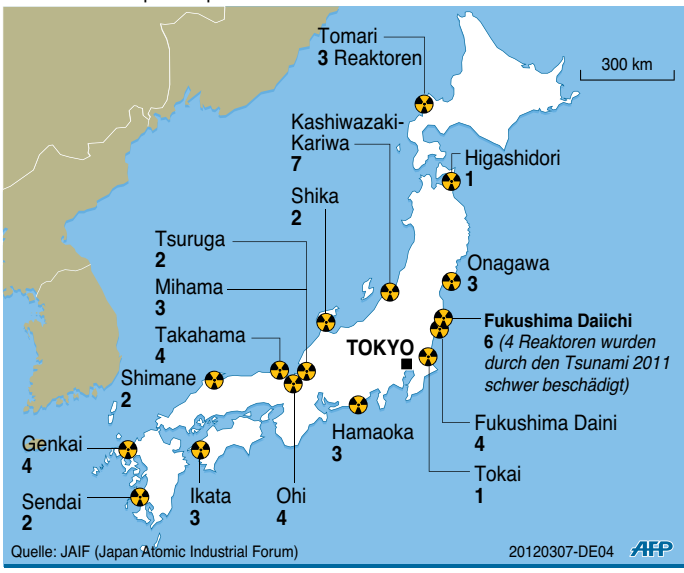 Tomari
3 Reaktoren
300 km
Kashiwazaki-
Kariwa
7
Higashidori
1
Shika
2
Tsuruga
2
Mihama
3
Takahama
4
Shimane
2
Onagawa
3
Fukushima Daiichi
6 (4 Reaktoren wurden
durch den Tsunami 2011
schwer beschädigt)
TOKYO
Fukushima Daini
4
Hamaoka
3
Tokai
1
Genkai
4
Sendai
2
Ikata
3
Ohi
4
Quelle: JAIF (Japan Atomic Industrial Forum)
20120307-DE04
AFP